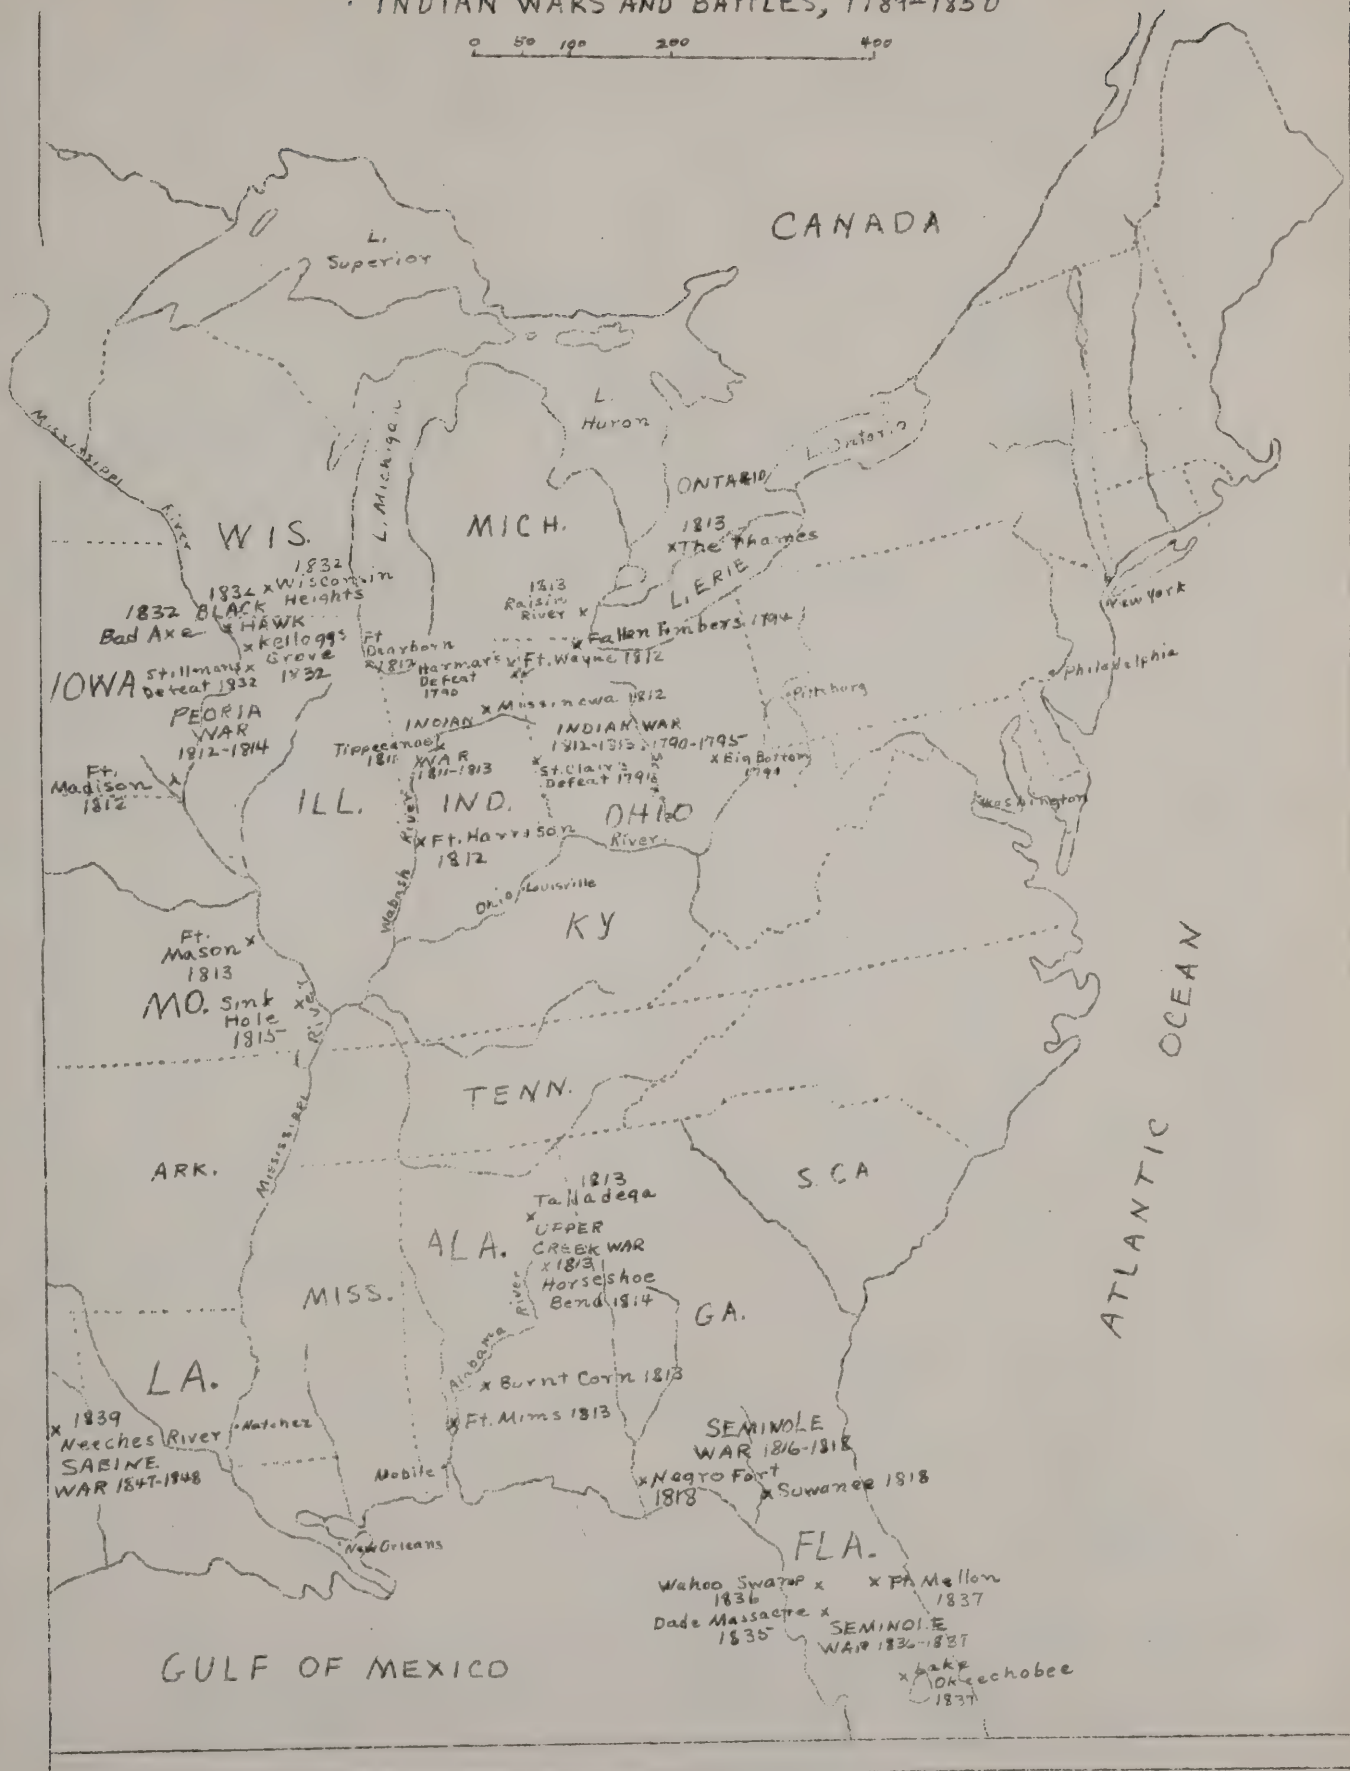 INDIAN WARS AND BATTLES, 1789-1850
0 50 100 200 400
CANADA
L.
Superior
Mississippi
River
L. Michigan
L.
Huron
L. Ontario
ONTARIO
WIS.
MICH.
1813
x The Thames
L. ERIE
1832
x Wisconsin
Heights
1832
BLACK
HAWK
1832
Bad Axe
x Kelloggs
Grove
1832
Stillmans x
Defeat 1832
IOWA
PEORIA
WAR
1812-1814
Ft.
Madison
1812
Ft
Dearborn
x 1812
1813
Raisin
River x
x Fallen Timbers 1794
Harmar's
Defeat
1790
x Ft. Wayne 1812
x Missinewa 1812
INDIAN
WAR
1811-1813
Tippecanoe
1811
INDIAN WAR
1812-1813, 1790-1795
St. Clair's
Defeat 1791
x Big Bottom
1791
Pittsburg
New York
Philadelphia
Washington
ILL.
IND.
OHIO
River
Wabash River
x Ft. Harrison
1812
Ohio
Louisville
KY
Ft.
Mason x
1813
MO.
Sink x
Hole
1815
River
TENN.
Mississippi
ARK.
S. CA
ATLANTIC OCEAN
1813
Talladega
x
UPPER
CREEK WAR
x 1813
Horseshoe
Bend 1814
ALA.
MISS.
GA.
Alabama River
x Burnt Corn 1813
x Ft. Mims 1813
LA.
x 1839
Neeches River
SABINE
WAR 1847-1848
Natchez
Mobile
New Orleans
SEMINOLE
WAR 1816-1818
x Negro Fort
1818
x Suwanee 1818
FLA.
Wahoo Swamp x
1836
x Ft. Mellon
1837
Dade Massacre x
1835
SEMINOLE
WAR 1836-1837
x Lake
Okeechobee
1837
GULF OF MEXICO